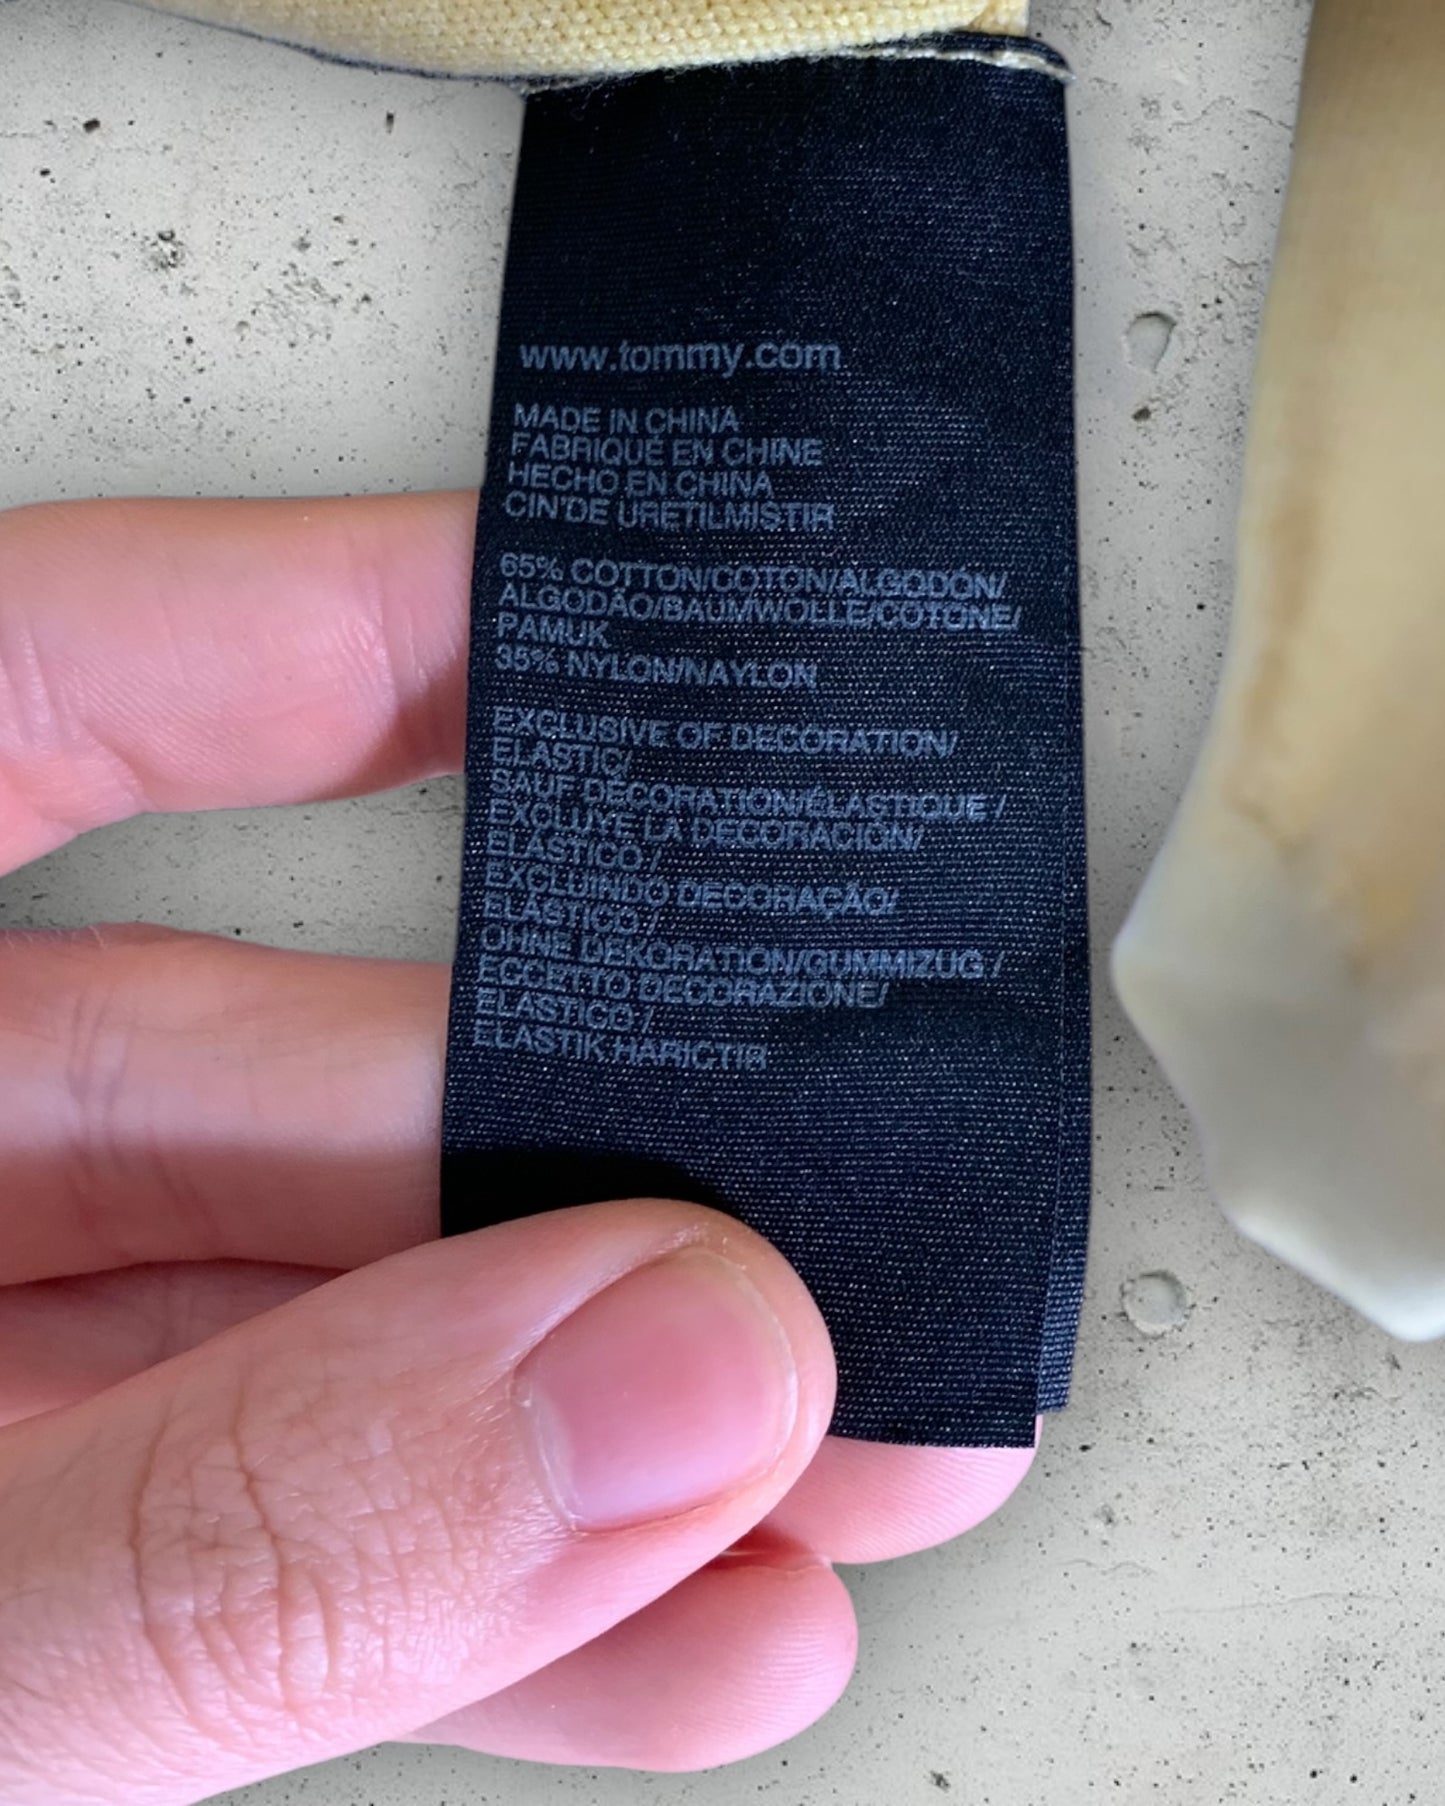 www.tommy.com
MADE IN CHINA
FABRIQUÉ EN CHINE
HECHO EN CHINA
CIN'DE URETILMISTIR
65% COTTON/COTON/ALGODÓN/
ALGODÃO/BAUMWOLLE/COTONE/
PAMUK
35% NYLON/NAYLON
EXCLUSIVE OF DECORATION/
ELASTIC/
SAUF DÉCORATION/ÉLASTIQUE /
EXCLUYE LA DECORACIÓN/
ELÁSTICO /
EXCLUINDO DECORAÇÃO/
ELÁSTICO /
OHNE DEKORATION/GUMMIZUG /
ECCETTO DECORAZIONE/
ELASTICO /
ELASTIK HARICTIR